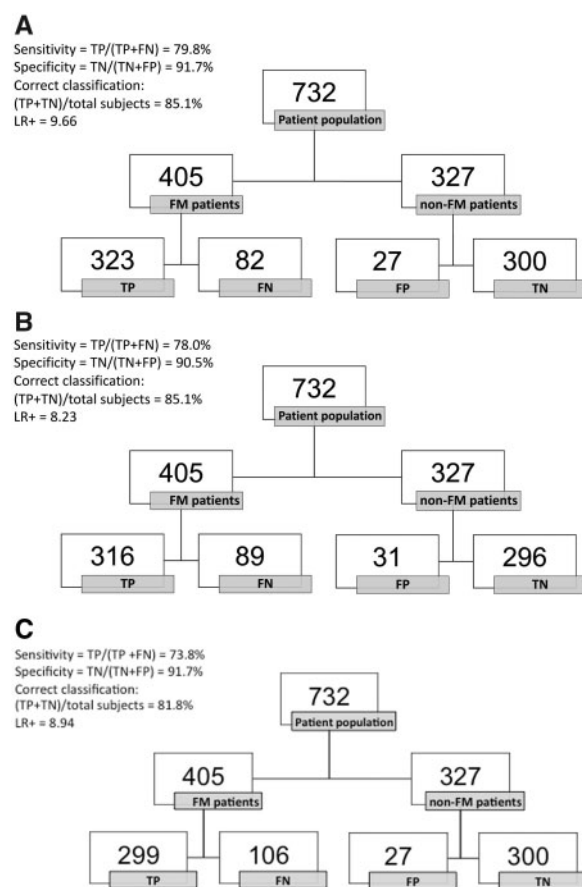 A
Sensitivity = TP/(TP+FN) = 79.8%
Specificity = TN/(TN+FP) = 91.7%
Correct classification:
(TP+TN)/total subjects = 85.1%
LR+ = 9.66
732
Patient population
405
327
FM patients
non-FM patients
323
82
27
300
TP
FN
FP
TN
B
Sensitivity = TP/(TP+FN) = 78.0%
Specificity = TN/(TN+FP) = 90.5%
Correct classification:
(TP+TN)/total subjects = 85.1%
LR+ = 8.23
732
Patient population
405
327
FM patients
non-FM patients
316
89
31
296
TP
FN
FP
TN
C
Sensitivity = TP/(TP +FN) = 73.8%
Specificity = TN/(TN+FP) = 91.7%
Correct classification:
(TP+TN)/total subjects = 81.8%
LR+ = 8.94
732
Patient population
405
327
FM patients
non-FM patients
299
106
27
300
TP
FN
FP
TN